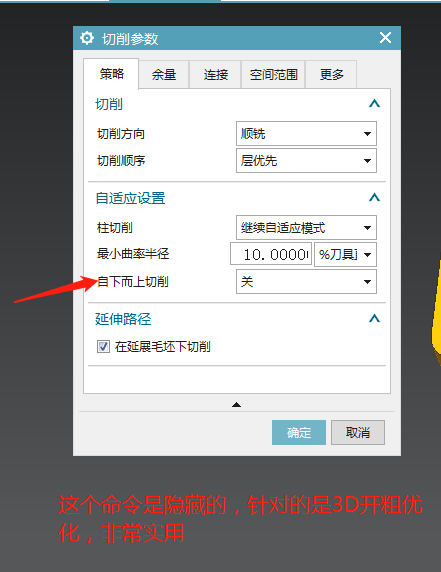 切削参数
策略 余量 连接 空间范围 更多
切削
切削方向 顺铣
切削顺序 层优先
自适应设置
柱切削 继续自适应模式
最小曲率半径 10.0000 %刀具
自下而上切削 关
延伸路径
在延展毛坯下切削
确定 取消
这个命令是隐藏的，针对的是3D开粗优
化，非常实用